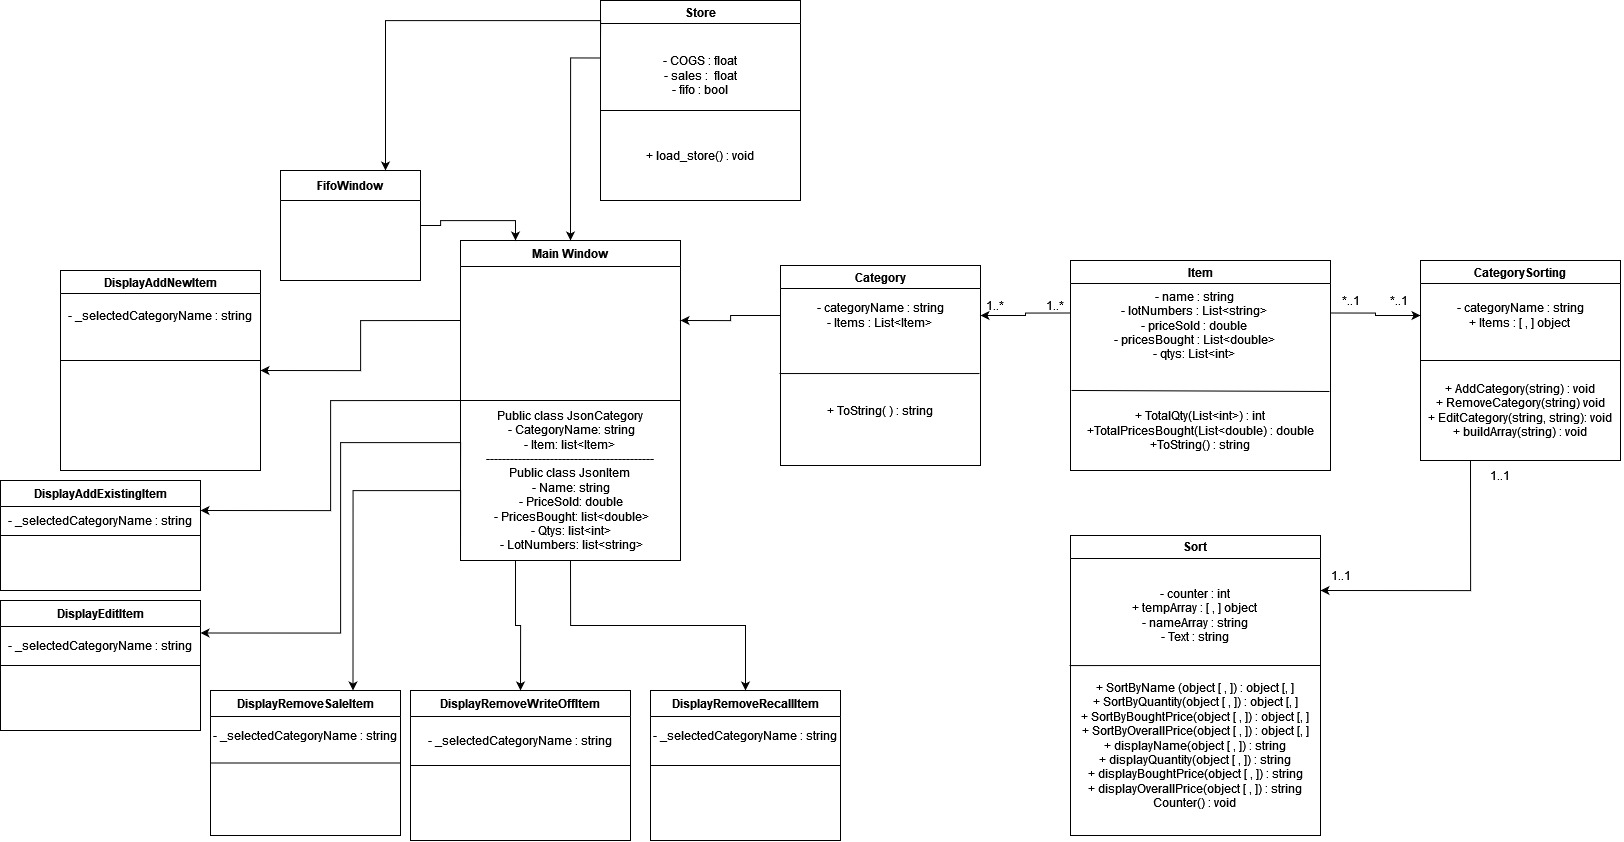 Store
- COGS : float
- sales :  float
- fifo : bool
+ load_store() : void
FifoWindow
Main Window
Public class JsonCategory
- CategoryName: string
- Item: list<Item>
------------------------------------------
Public class JsonItem
- Name: string
- PriceSold: double
- PricesBought: list<double>
- Qtys: list<int>
- LotNumbers: list<string>
DisplayAddNewItem
- _selectedCategoryName : string
DisplayAddExistingItem
- _selectedCategoryName : string
DisplayEditItem
- _selectedCategoryName : string
DisplayRemoveSaleItem
- _selectedCategoryName : string
DisplayRemoveWriteOffItem
- _selectedCategoryName : string
DisplayRemoveRecallItem
- _selectedCategoryName : string
Category
- categoryName : string
- Items : List<Item>
+ ToString( ) : string
1..*
1..*
Item
- name : string
- lotNumbers : List<string>
- priceSold : double
- pricesBought : List<double>
- qtys: List<int>
+ TotalQty(List<int>) : int
+TotalPricesBought(List<double) : double
+ToString() : string
*..1
*..1
CategorySorting
- categoryName : string
+ Items : [ , ] object
+ AddCategory(string) : void
+ RemoveCategory(string) void
+ EditCategory(string, string): void
+ buildArray(string) : void
1..1
1..1
Sort
- counter : int
+ tempArray : [ , ] object
- nameArray : string
- Text : string
+ SortByName (object [ , ]) : object [, ]
+ SortByQuantity(object [ , ]) : object [, ]
+ SortByBoughtPrice(object [ , ]) : object [, ]
+ SortByOverallPrice(object [ , ]) : object [, ]
+ displayName(object [ , ]) : string
+ displayQuantity(object [ , ]) : string
+ displayBoughtPrice(object [ , ]) : string
+ displayOverallPrice(object [ , ]) : string
Counter() : void